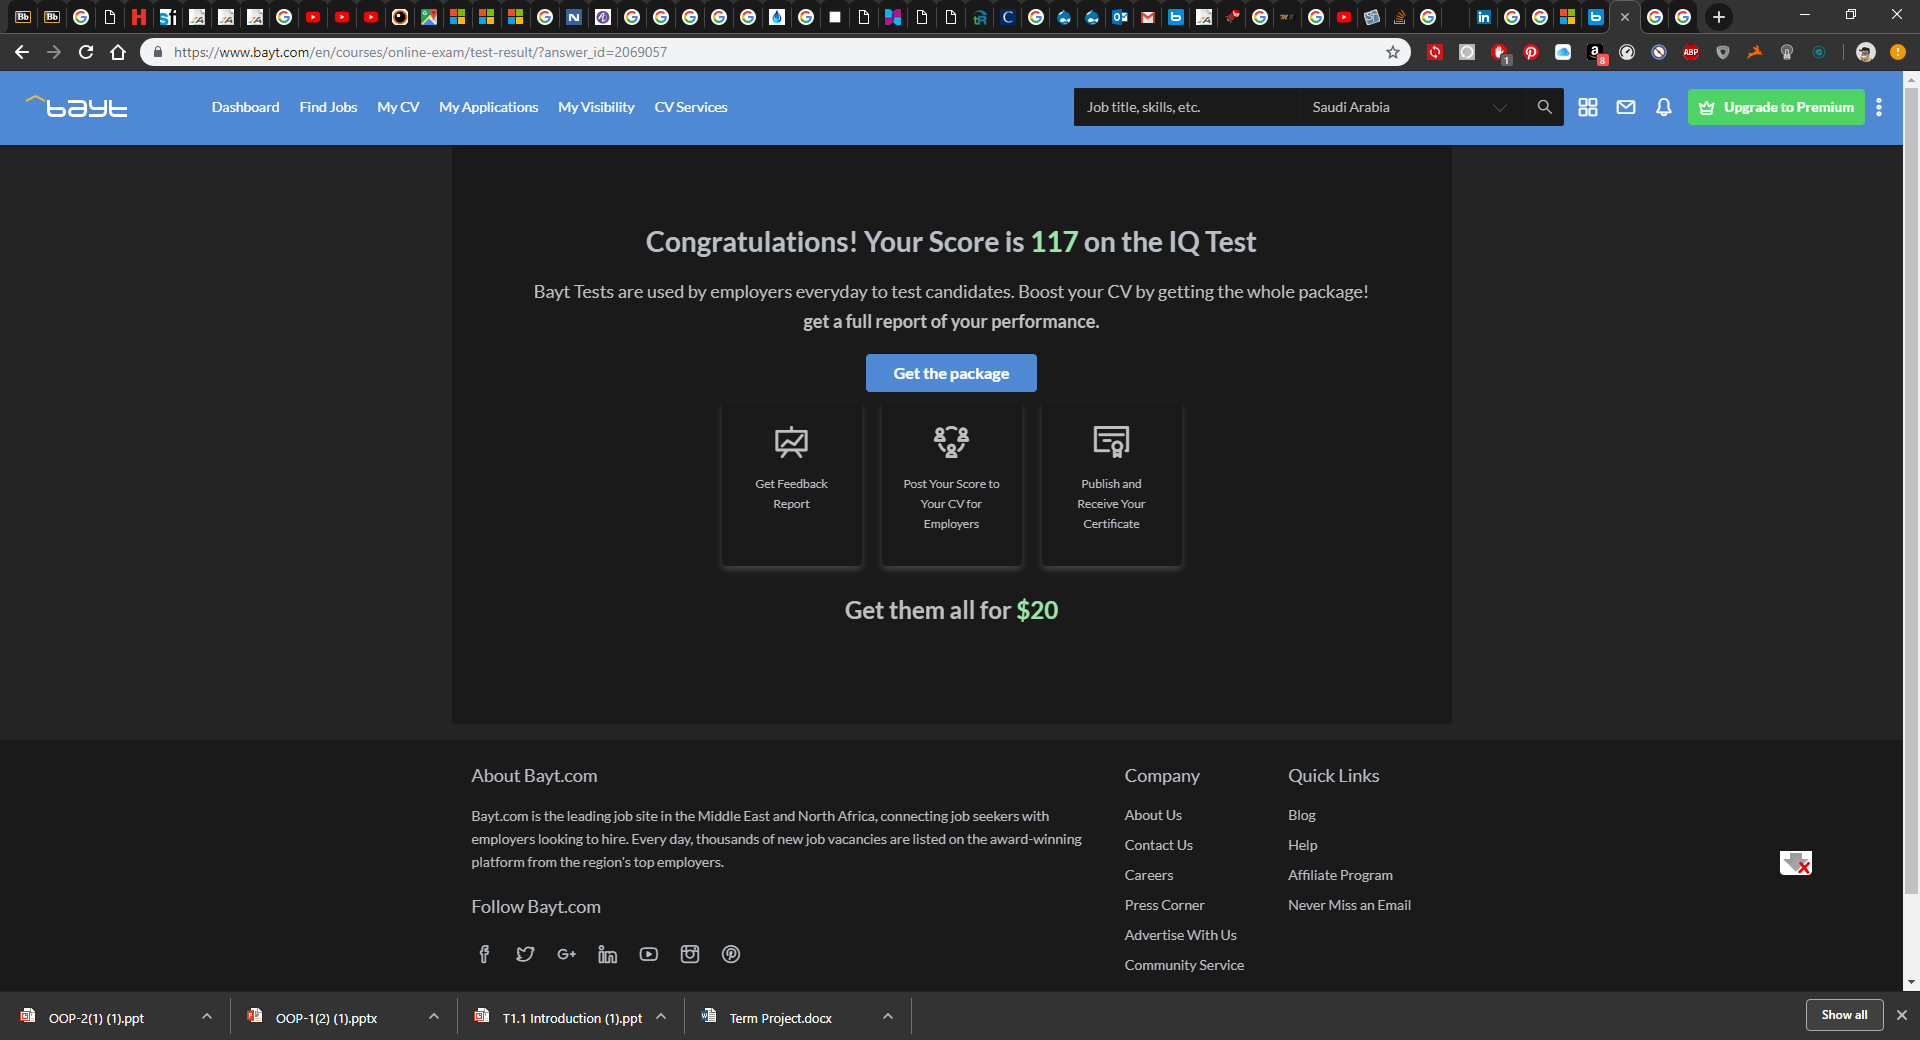 https://www.bayt.com/en/courses/online-exam/test-result/?answer_id=2069057
1
8
ABP
bayt
Dashboard
Find Jobs
My CV
My Applications
My Visibility
CV Services
Job title, skills, etc.
Saudi Arabia
Upgrade to Premium
Congratulations! Your Score is 117 on the IQ Test
Bayt Tests are used by employers everyday to test candidates. Boost your CV by getting the whole package!
get a full report of your performance.
Get the package
Get Feedback
Report
Post Your Score to
Your CV for
Employers
Publish and
Receive Your
Certificate
Get them all for $20
About Bayt.com
Bayt.com is the leading job site in the Middle East and North Africa, connecting job seekers with
employers looking to hire. Every day, thousands of new job vacancies are listed on the award-winning
platform from the region's top employers.
Follow Bayt.com
Company
About Us
Contact Us
Careers
Press Corner
Advertise With Us
Community Service
Quick Links
Blog
Help
Affiliate Program
Never Miss an Email
OOP-2(1) (1).ppt
OOP-1(2) (1).pptx
T1.1 Introduction (1).ppt
Term Project.docx
Show all